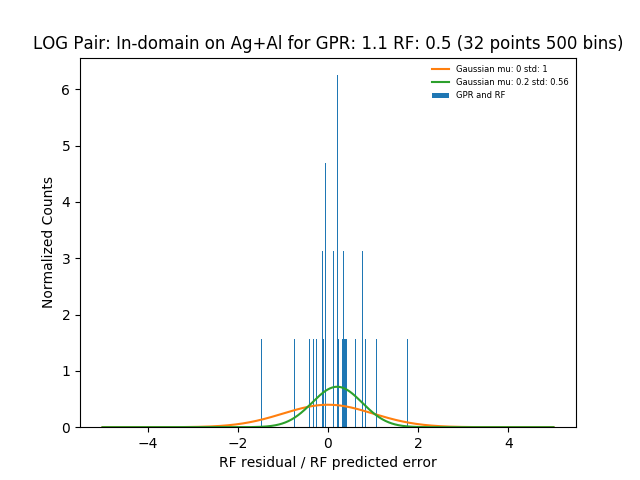 LOG Pair: In-domain on Ag+Al for GPR: 1.1 RF: 0.5 (32 points 500 bins)
Gaussian mu: 0 std: 1
Gaussian mu: 0.2 std: 0.56
GPR and RF
Normalized Counts
6
5
4
3
2
1
0
−4 −2 0 2 4
RF residual / RF predicted error